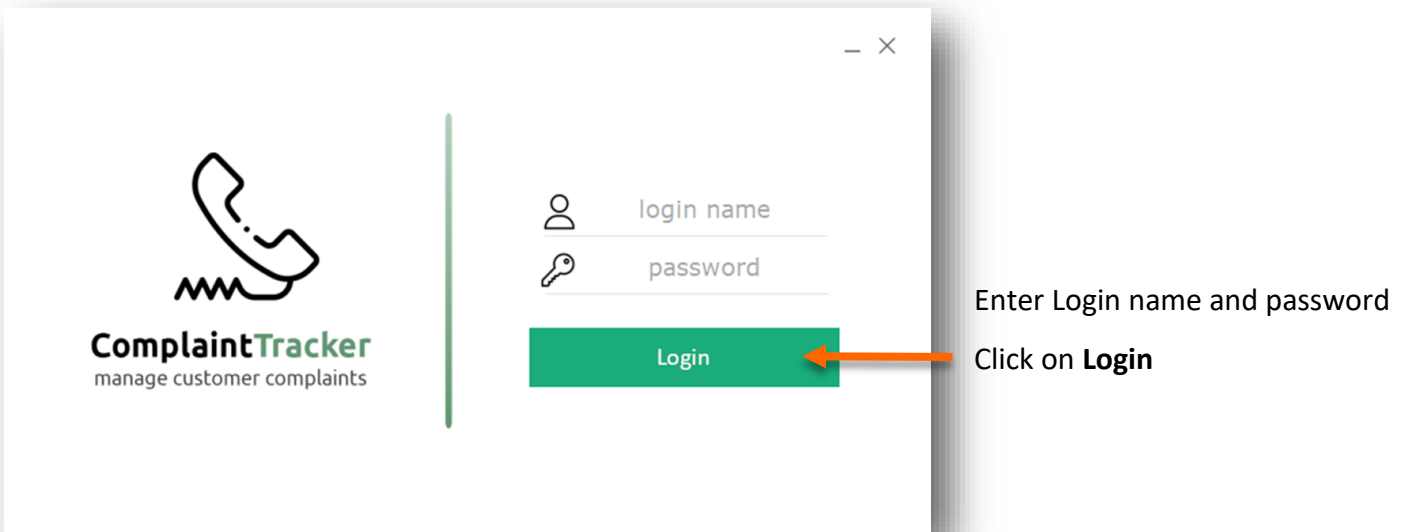 ComplaintTracker
manage customer complaints
login name
password
Login
Enter Login name and password
Click on Login